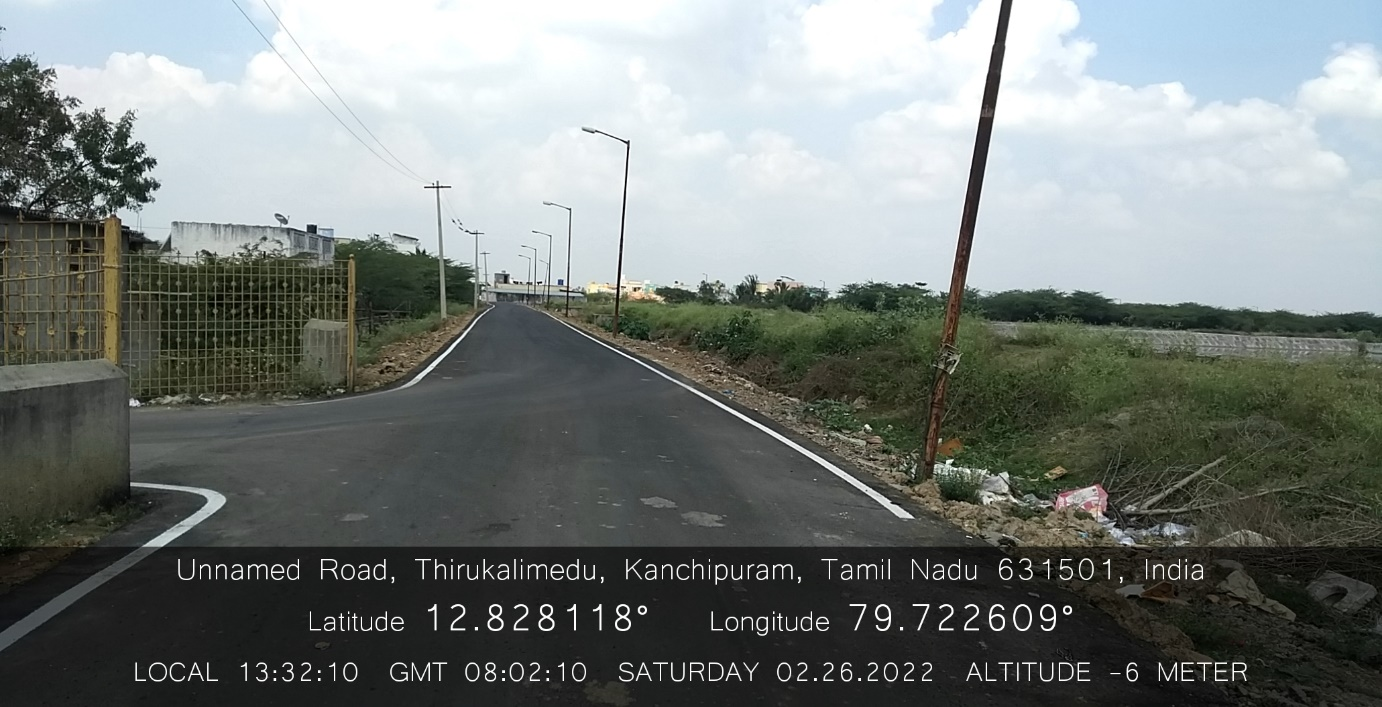 Unnamed Road, Thirukalimedu, Kanchipuram, Tamil Nadu 631501, India
Latitude 12.828118° Longitude 79.722609°
LOCAL 13:32:10 GMT 08:02:10 SATURDAY 02.26.2022 ALTITUDE -6 METER